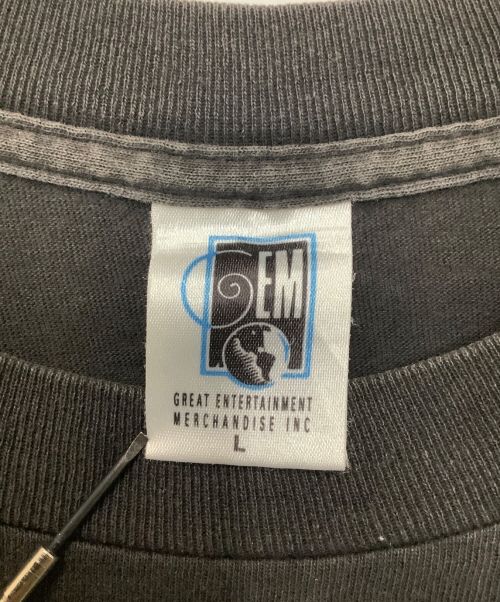 GEM
GREAT ENTERTAINMENT
MERCHANDISE INC
L